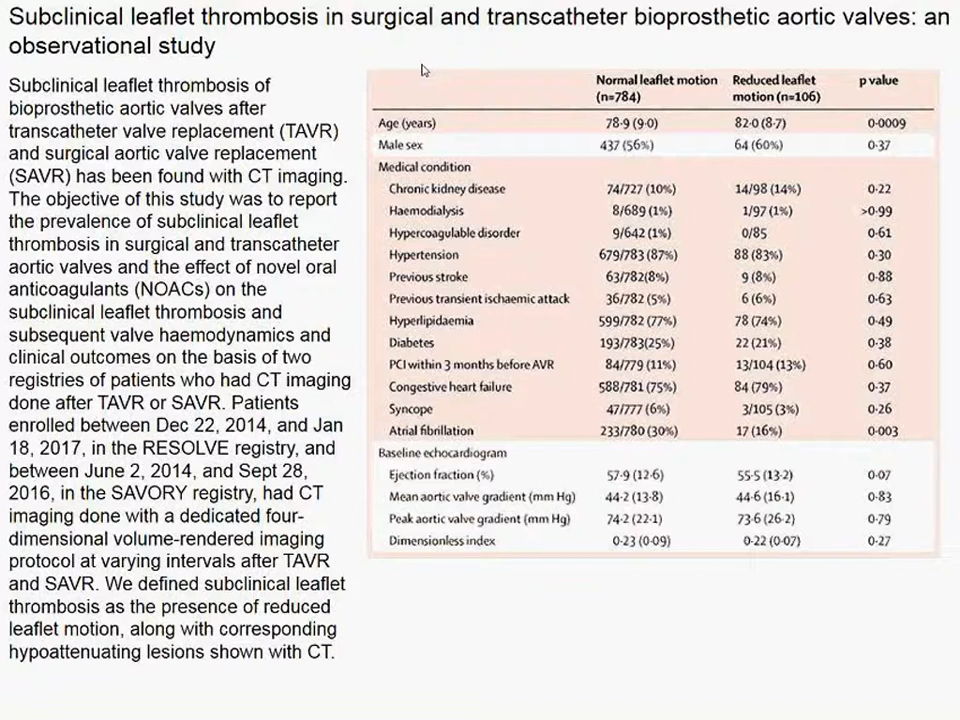 Subclinical leaflet thrombosis in surgical and transcatheter bioprosthetic aortic valves: an
observational study
Subclinical leaflet thrombosis of
bioprosthetic aortic valves after
transcatheter valve replacement (TAVR)
and surgical aortic valve replacement
(SAVR) has been found with CT imaging.
The objective of this study was to report
the prevalence of subclinical leaflet
thrombosis in surgical and transcatheter
aortic valves and the effect of novel oral
anticoagulants (NOACs) on the
subclinical leaflet thrombosis and
subsequent valve haemodynamics and
clinical outcomes on the basis of two
registries of patients who had CT imaging
done after TAVR or SAVR. Patients
enrolled between Dec 22, 2014, and Jan
18, 2017, in the RESOLVE registry, and
between June 2, 2014, and Sept 28,
2016, in the SAVORY registry, had CT
imaging done with a dedicated four-
dimensional volume-rendered imaging
protocol at varying intervals after TAVR
and SAVR. We defined subclinical leaflet
thrombosis as the presence of reduced
leaflet motion, along with corresponding
hypoattenuating lesions shown with CT.
Normal leaflet motion Reduced leaflet p value
(n=784) motion (n=106)
Age (years) 78·9 (9·0) 82·0 (8·7) 0·0009
Male sex 437 (56%) 64 (60%) 0·37
Medical condition
Chronic kidney disease 74/727 (10%) 14/98 (14%) 0·22
Haemodialysis 8/689 (1%) 1/97 (1%) >0·99
Hypercoagulable disorder 9/642 (1%) 0/85 0·61
Hypertension 679/783 (87%) 88 (83%) 0·30
Previous stroke 63/782(8%) 9 (8%) 0·88
Previous transient ischaemic attack 36/782 (5%) 6 (6%) 0·63
Hyperlipidaemia 599/782 (77%) 78 (74%) 0·49
Diabetes 193/783(25%) 22 (21%) 0·38
PCI within 3 months before AVR 84/779 (11%) 13/104 (13%) 0·60
Congestive heart failure 588/781 (75%) 84 (79%) 0·37
Syncope 47/777 (6%) 3/105 (3%) 0·26
Atrial fibrillation 233/780 (30%) 17 (16%) 0·003
Baseline echocardiogram
Ejection fraction (%) 57·9 (12·6) 55·5 (13·2) 0·07
Mean aortic valve gradient (mm Hg) 44·2 (13·8) 44·6 (16·1) 0·83
Peak aortic valve gradient (mm Hg) 74·2 (22·1) 73·6 (26·2) 0·79
Dimensionless index 0·23 (0·09) 0·22 (0·07) 0·27